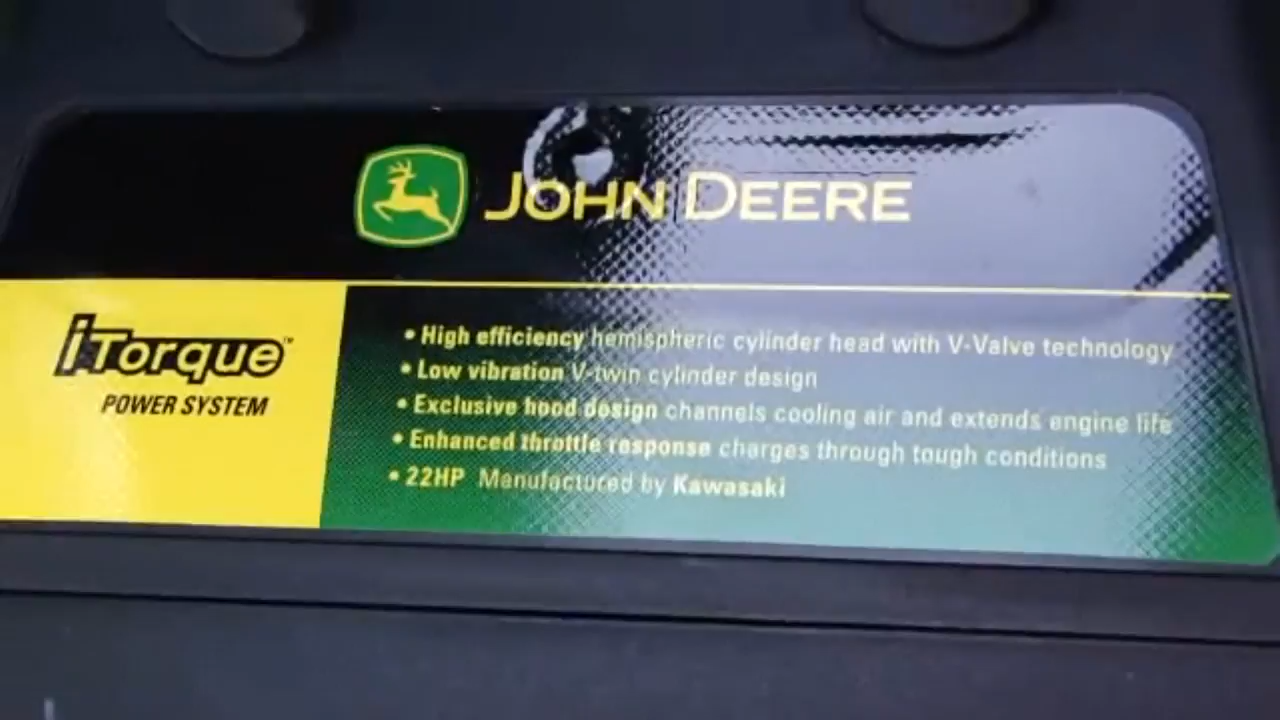 JOHN DEERE
iTorque™
POWER SYSTEM
• High efficiency hemispheric cylinder head with V-Valve technology
• Low vibration V-twin cylinder design
• Exclusive hood design channels cooling air and extends engine life
• Enhanced throttle response charges through tough conditions
• 22HP Manufactured by Kawasaki